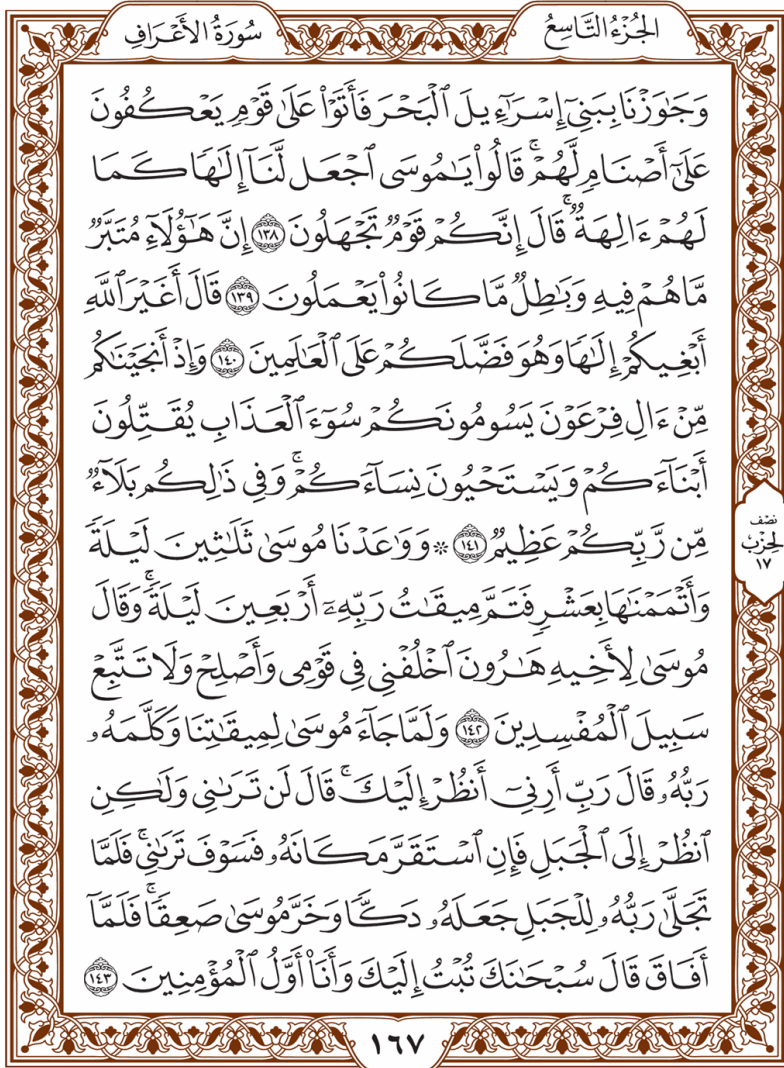 الجُزْءُ التَّاسِعُ
سُورَةُ الأَعْرَافِ
وَجَٰوَزْنَا بِبَنِىٓ إِسْرَٰٓءِيلَ ٱلْبَحْرَ فَأَتَوْا۟ عَلَىٰ قَوْمٍ يَعْكُفُونَ
عَلَىٰٓ أَصْنَامٍ لَّهُمْ ۚ قَالُوا۟ يَٰمُوسَى ٱجْعَل لَّنَآ إِلَٰهًا كَمَا
لَهُمْ ءَالِهَةٌ ۚ قَالَ إِنَّكُمْ قَوْمٌ تَجْهَلُونَ ١٣٨ إِنَّ هَٰٓؤُلَآءِ مُتَبَّرٌ
مَّا هُمْ فِيهِ وَبَٰطِلٌ مَّا كَانُوا۟ يَعْمَلُونَ ١٣٩ قَالَ أَغَيْرَ ٱللَّهِ
أَبْغِيكُمْ إِلَٰهًا وَهُوَ فَضَّلَكُمْ عَلَى ٱلْعَٰلَمِينَ ١٤٠ وَإِذْ أَنجَيْنَٰكُم
مِّنْ ءَالِ فِرْعَوْنَ يَسُومُونَكُمْ سُوٓءَ ٱلْعَذَابِ يُقَتِّلُونَ
أَبْنَآءَكُمْ وَيَسْتَحْيُونَ نِسَآءَكُمْ ۚ وَفِى ذَٰلِكُم بَلَآءٌ
مِّن رَّبِّكُمْ عَظِيمٌ ١٤١ ۞ وَوَٰعَدْنَا مُوسَىٰ ثَلَٰثِينَ لَيْلَةً
وَأَتْمَمْنَٰهَا بِعَشْرٍ فَتَمَّ مِيقَٰتُ رَبِّهِۦٓ أَرْبَعِينَ لَيْلَةً ۚ وَقَالَ
مُوسَىٰ لِأَخِيهِ هَٰرُونَ ٱخْلُفْنِى فِى قَوْمِى وَأَصْلِحْ وَلَا تَتَّبِعْ
سَبِيلَ ٱلْمُفْسِدِينَ ١٤٢ وَلَمَّا جَآءَ مُوسَىٰ لِمِيقَٰتِنَا وَكَلَّمَهُۥ
رَبُّهُۥ قَالَ رَبِّ أَرِنِىٓ أَنظُرْ إِلَيْكَ ۚ قَالَ لَن تَرَىٰنِى وَلَٰكِنِ
ٱنظُرْ إِلَى ٱلْجَبَلِ فَإِنِ ٱسْتَقَرَّ مَكَانَهُۥ فَسَوْفَ تَرَىٰنِى ۚ فَلَمَّا
تَجَلَّىٰ رَبُّهُۥ لِلْجَبَلِ جَعَلَهُۥ دَكًّا وَخَرَّ مُوسَىٰ صَعِقًا ۚ فَلَمَّآ
أَفَاقَ قَالَ سُبْحَٰنَكَ تُبْتُ إِلَيْكَ وَأَنَا۠ أَوَّلُ ٱلْمُؤْمِنِينَ ١٤٣
نصْف
الحِزْب
١٧
١٦٧